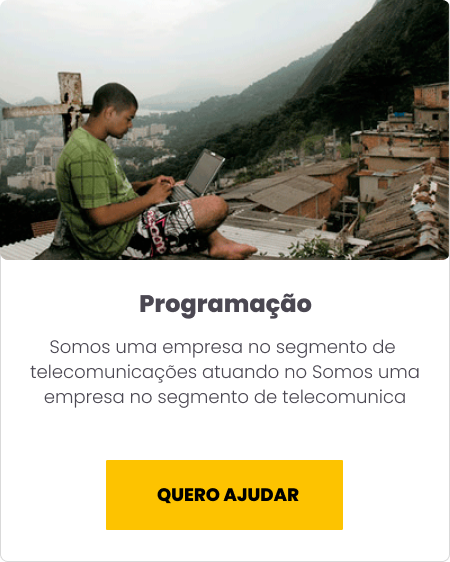 Programação
Somos uma empresa no segmento de
telecomunicações atuando no Somos uma
empresa no segmento de telecomunica
QUERO AJUDAR